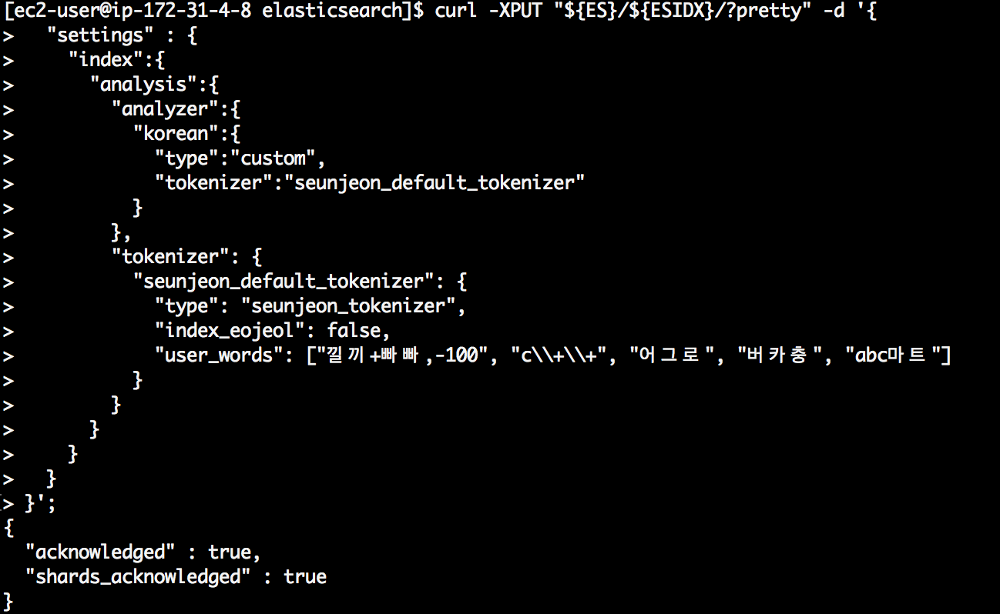 [ec2-user@ip-172-31-4-8 elasticsearch]$ curl -XPUT "${ES}/${ESIDX}/?pretty" -d '{
>   "settings" : {
>     "index":{
>       "analysis":{
>         "analyzer":{
>           "korean":{
>             "type":"custom",
>             "tokenizer":"seunjeon_default_tokenizer"
>           }
>         },
>         "tokenizer": {
>           "seunjeon_default_tokenizer": {
>             "type": "seunjeon_tokenizer",
>             "index_eojeol": false,
>             "user_words": ["낄끼+빠빠,-100", "c\\+\\+", "어그로", "버카충", "abc마트"]
>           }
>         }
>       }
>     }
>   }
> }';
{
  "acknowledged" : true,
  "shards_acknowledged" : true
}